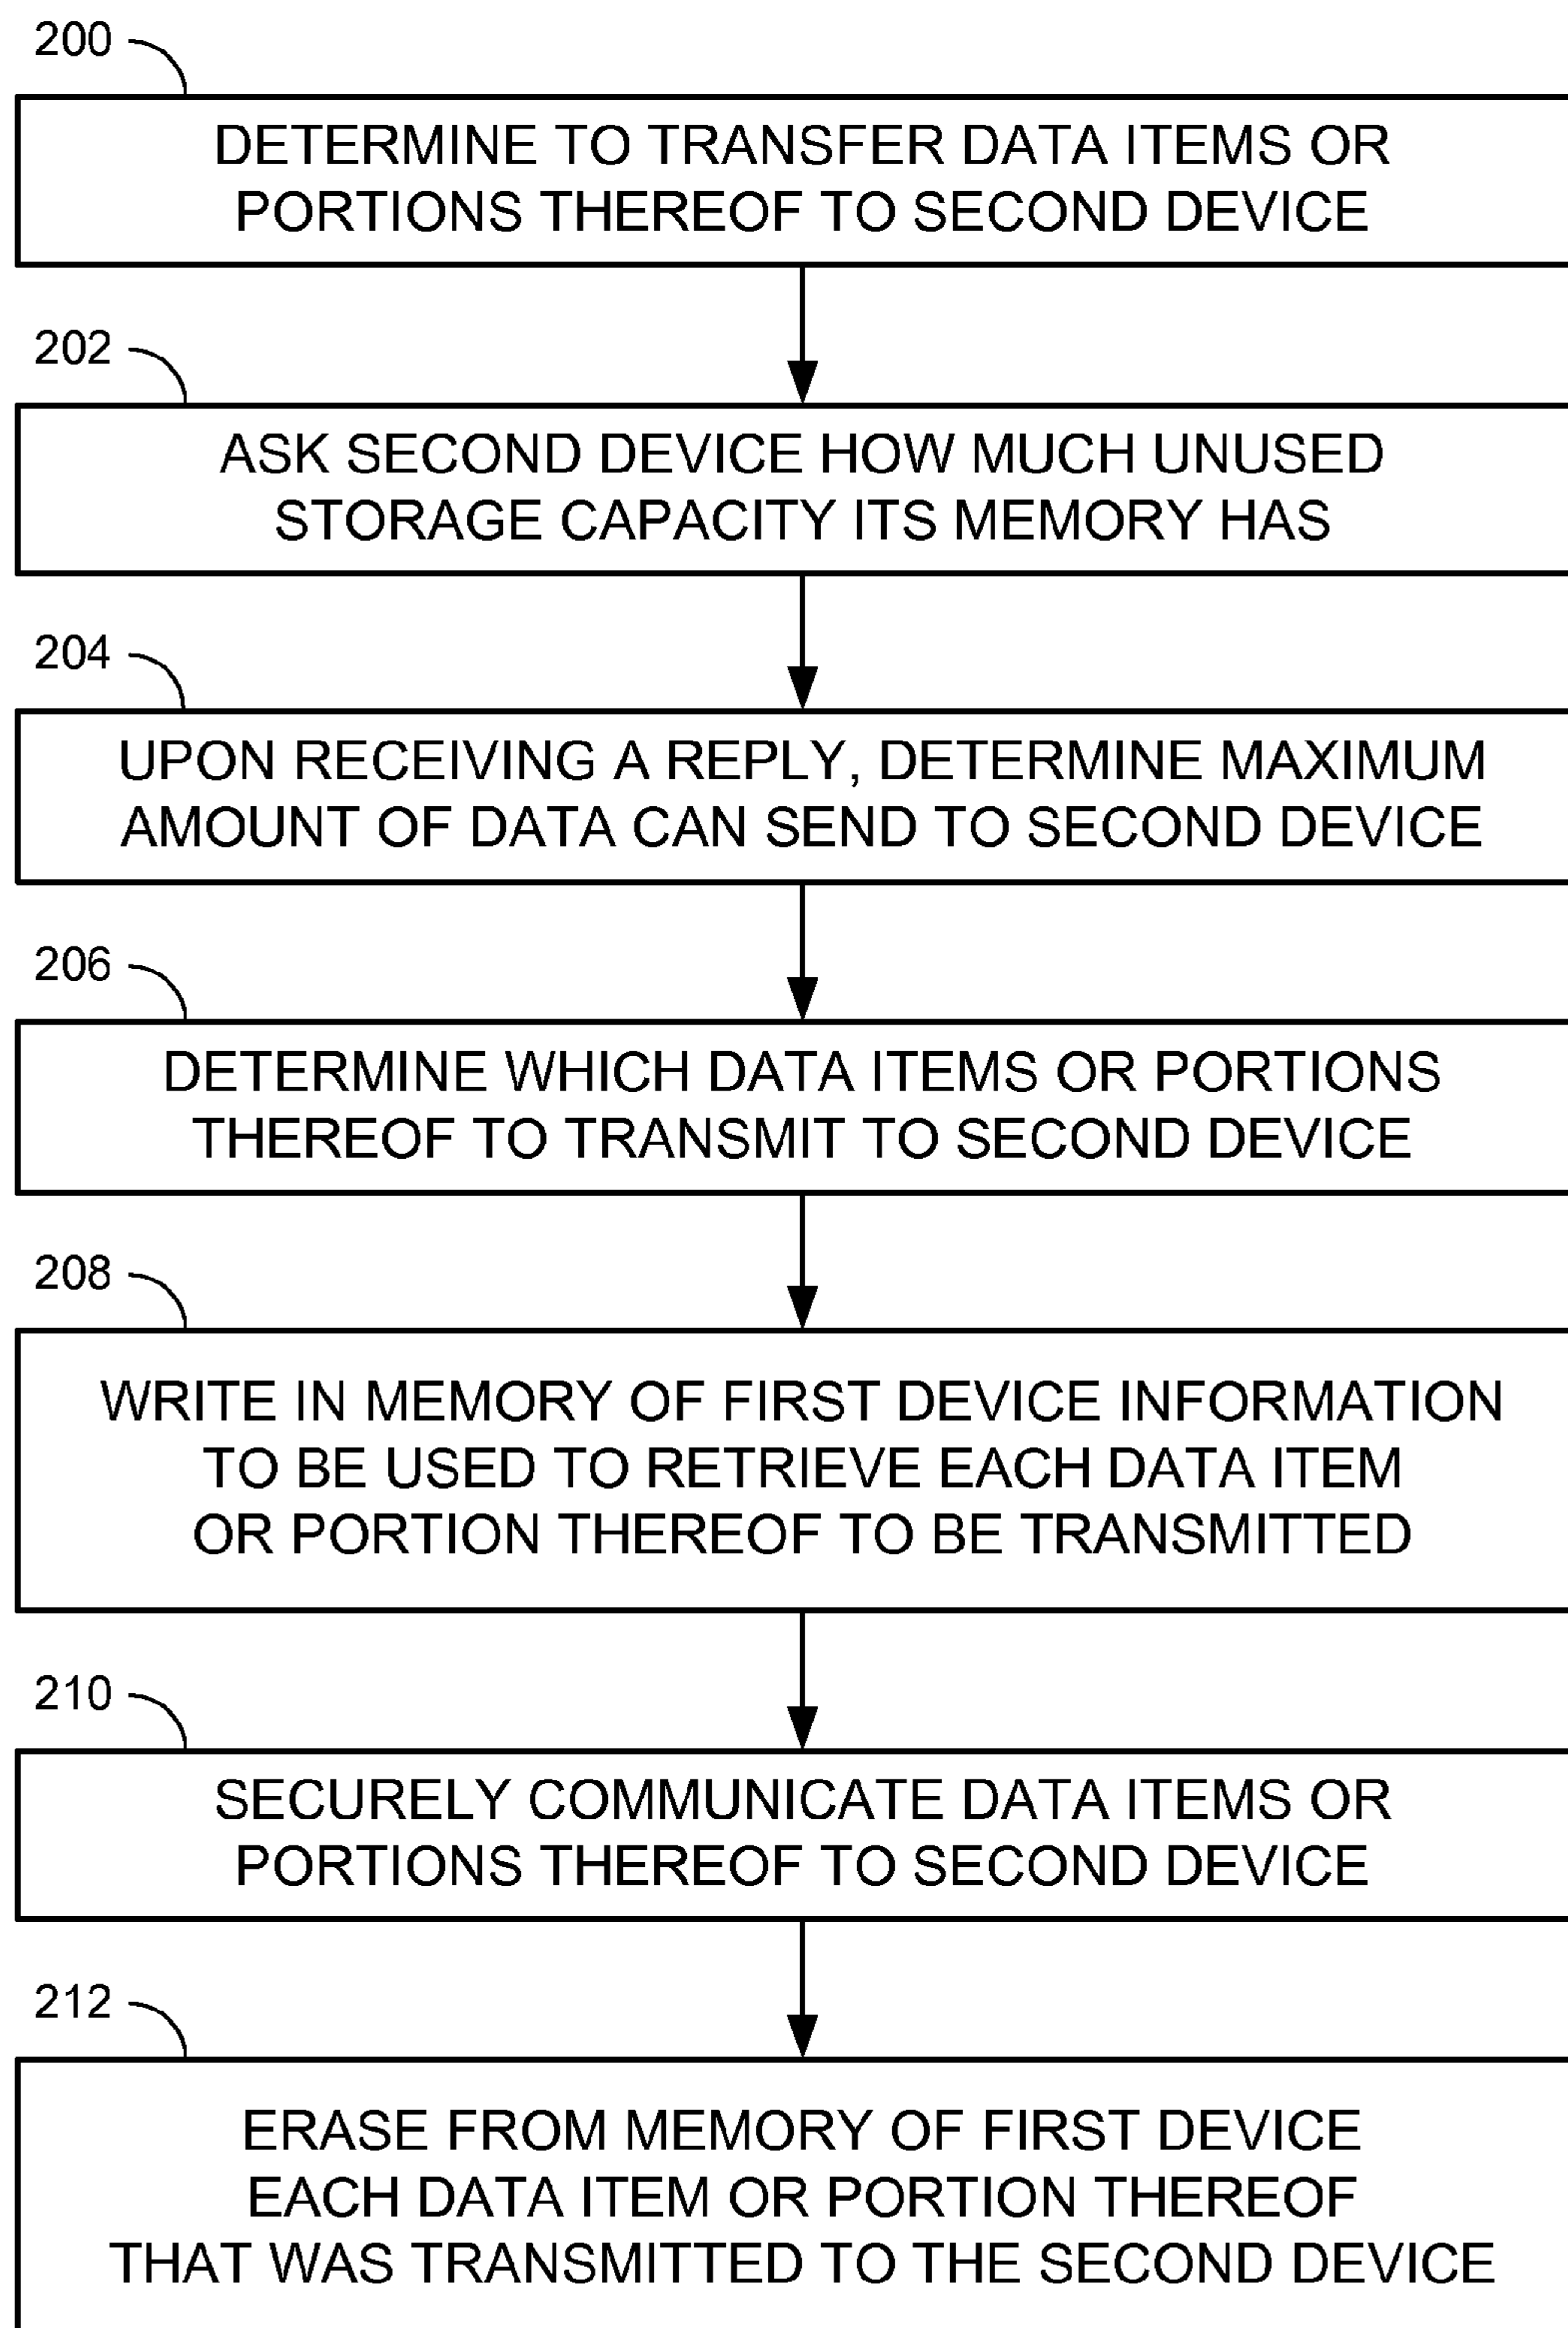 200
DETERMINE TO TRANSFER DATA ITEMS OR
PORTIONS THEREOF TO SECOND DEVICE
202
ASK SECOND DEVICE HOW MUCH UNUSED
STORAGE CAPACITY ITS MEMORY HAS
204
UPON RECEIVING A REPLY, DETERMINE MAXIMUM
AMOUNT OF DATA CAN SEND TO SECOND DEVICE
206
DETERMINE WHICH DATA ITEMS OR PORTIONS
THEREOF TO TRANSMIT TO SECOND DEVICE
208
WRITE IN MEMORY OF FIRST DEVICE INFORMATION
TO BE USED TO RETRIEVE EACH DATA ITEM
OR PORTION THEREOF TO BE TRANSMITTED
210
SECURELY COMMUNICATE DATA ITEMS OR
PORTIONS THEREOF TO SECOND DEVICE
212
ERASE FROM MEMORY OF FIRST DEVICE
EACH DATA ITEM OR PORTION THEREOF
THAT WAS TRANSMITTED TO THE SECOND DEVICE